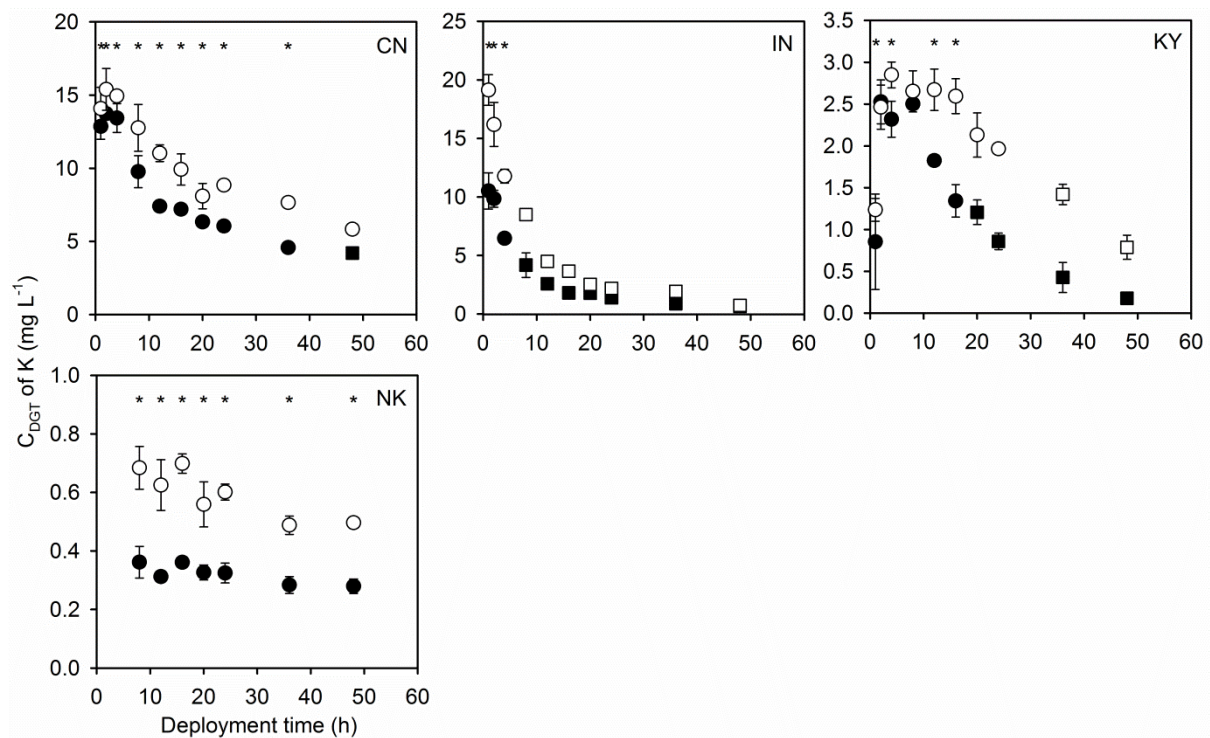 20
15
10
5
0
* * * * * * * * *
CN
0 10 20 30 40 50 60
25
20
15
10
5
0
* * *
IN
0 10 20 30 40 50 60
3.5
3.0
2.5
2.0
1.5
1.0
0.5
0.0
* * * *
KY
0 10 20 30 40 50 60
C_DGT of K (mg L⁻¹)
1.0
0.8
0.6
0.4
0.2
0.0
* * * * * * *
NK
0 10 20 30 40 50 60
Deployment time (h)